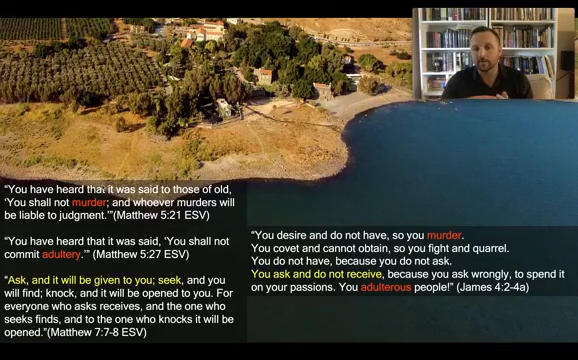 “You have heard that it was said to those of old,
‘You shall not murder; and whoever murders will
be liable to judgment.’”(Matthew 5:21 ESV)
“You have heard that it was said, ‘You shall not
commit adultery.’” (Matthew 5:27 ESV)
“Ask, and it will be given to you; seek, and you
will find; knock, and it will be opened to you. For
everyone who asks receives, and the one who
seeks finds, and to the one who knocks it will be
opened.”(Matthew 7:7-8 ESV)
“You desire and do not have, so you murder.
You covet and cannot obtain, so you fight and quarrel.
You do not have, because you do not ask.
You ask and do not receive, because you ask wrongly, to spend it
on your passions. You adulterous people!” (James 4:2-4a)